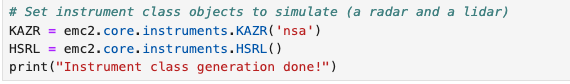 # Set instrument class objects to simulate (a radar and a lidar)
KAZR = emc2.core.instruments.KAZR('nsa')
HSRL = emc2.core.instruments.HSRL()
print("Instrument class generation done!")